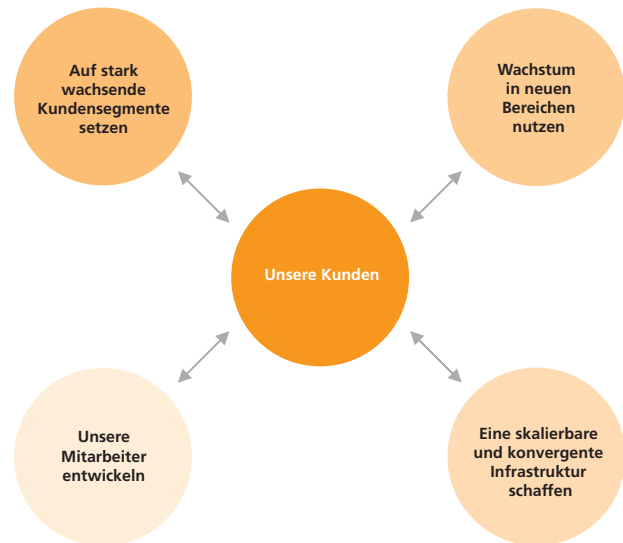 Auf stark
wachsende
Kundensegmente
setzen
Wachstum
in neuen
Bereichen
nutzen
Unsere Kunden
Unsere
Mitarbeiter
entwickeln
Eine skalierbare
und konvergente
Infrastruktur
schaffen